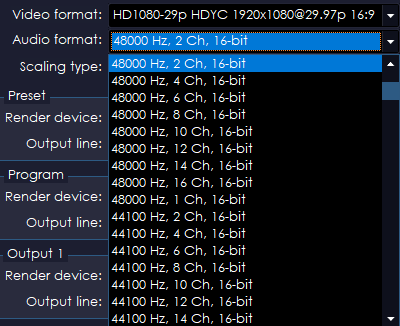 Video format: HD1080-29p HDYC 1920x1080@29.97p 16:9
Audio format: 48000 Hz, 2 Ch, 16-bit
Scaling type: 48000 Hz, 2 Ch, 16-bit
48000 Hz, 4 Ch, 16-bit
48000 Hz, 6 Ch, 16-bit
Preset
48000 Hz, 8 Ch, 16-bit
Render device:
48000 Hz, 10 Ch, 16-bit
Output line:
48000 Hz, 12 Ch, 16-bit
48000 Hz, 14 Ch, 16-bit
Program
48000 Hz, 16 Ch, 16-bit
48000 Hz, 1 Ch, 16-bit
Render device:
44100 Hz, 2 Ch, 16-bit
Output line:
44100 Hz, 4 Ch, 16-bit
44100 Hz, 6 Ch, 16-bit
Output 1
44100 Hz, 8 Ch, 16-bit
Render device:
44100 Hz, 10 Ch, 16-bit
Output line:
44100 Hz, 12 Ch, 16-bit
44100 Hz, 14 Ch, 16-bit